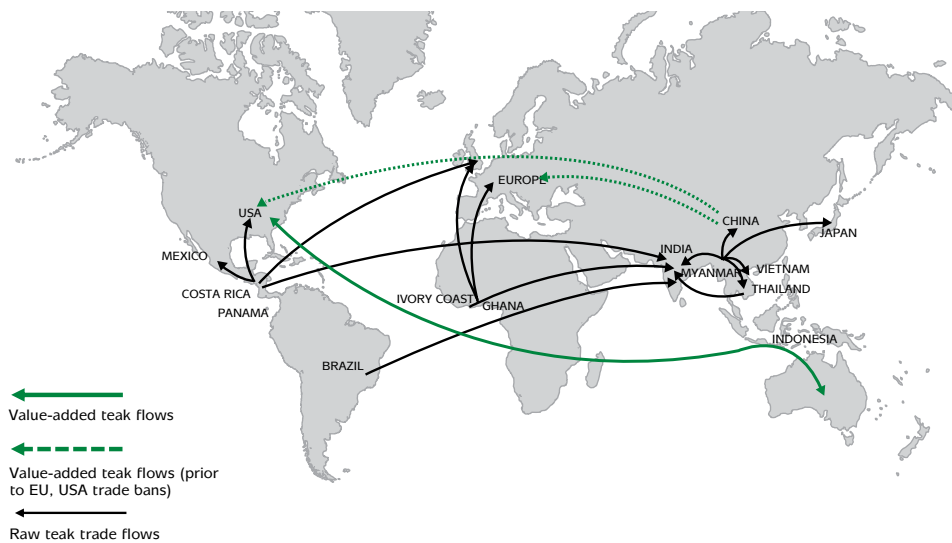 EUROPE
USA
CHINA
JAPAN
MEXICO
INDIA
MYANMAR
VIETNAM
COSTA RICA
THAILAND
IVORY COAST
GHANA
PANAMA
INDONESIA
BRAZIL
Value-added teak flows
Value-added teak flows (prior
to EU, USA trade bans)
Raw teak trade flows